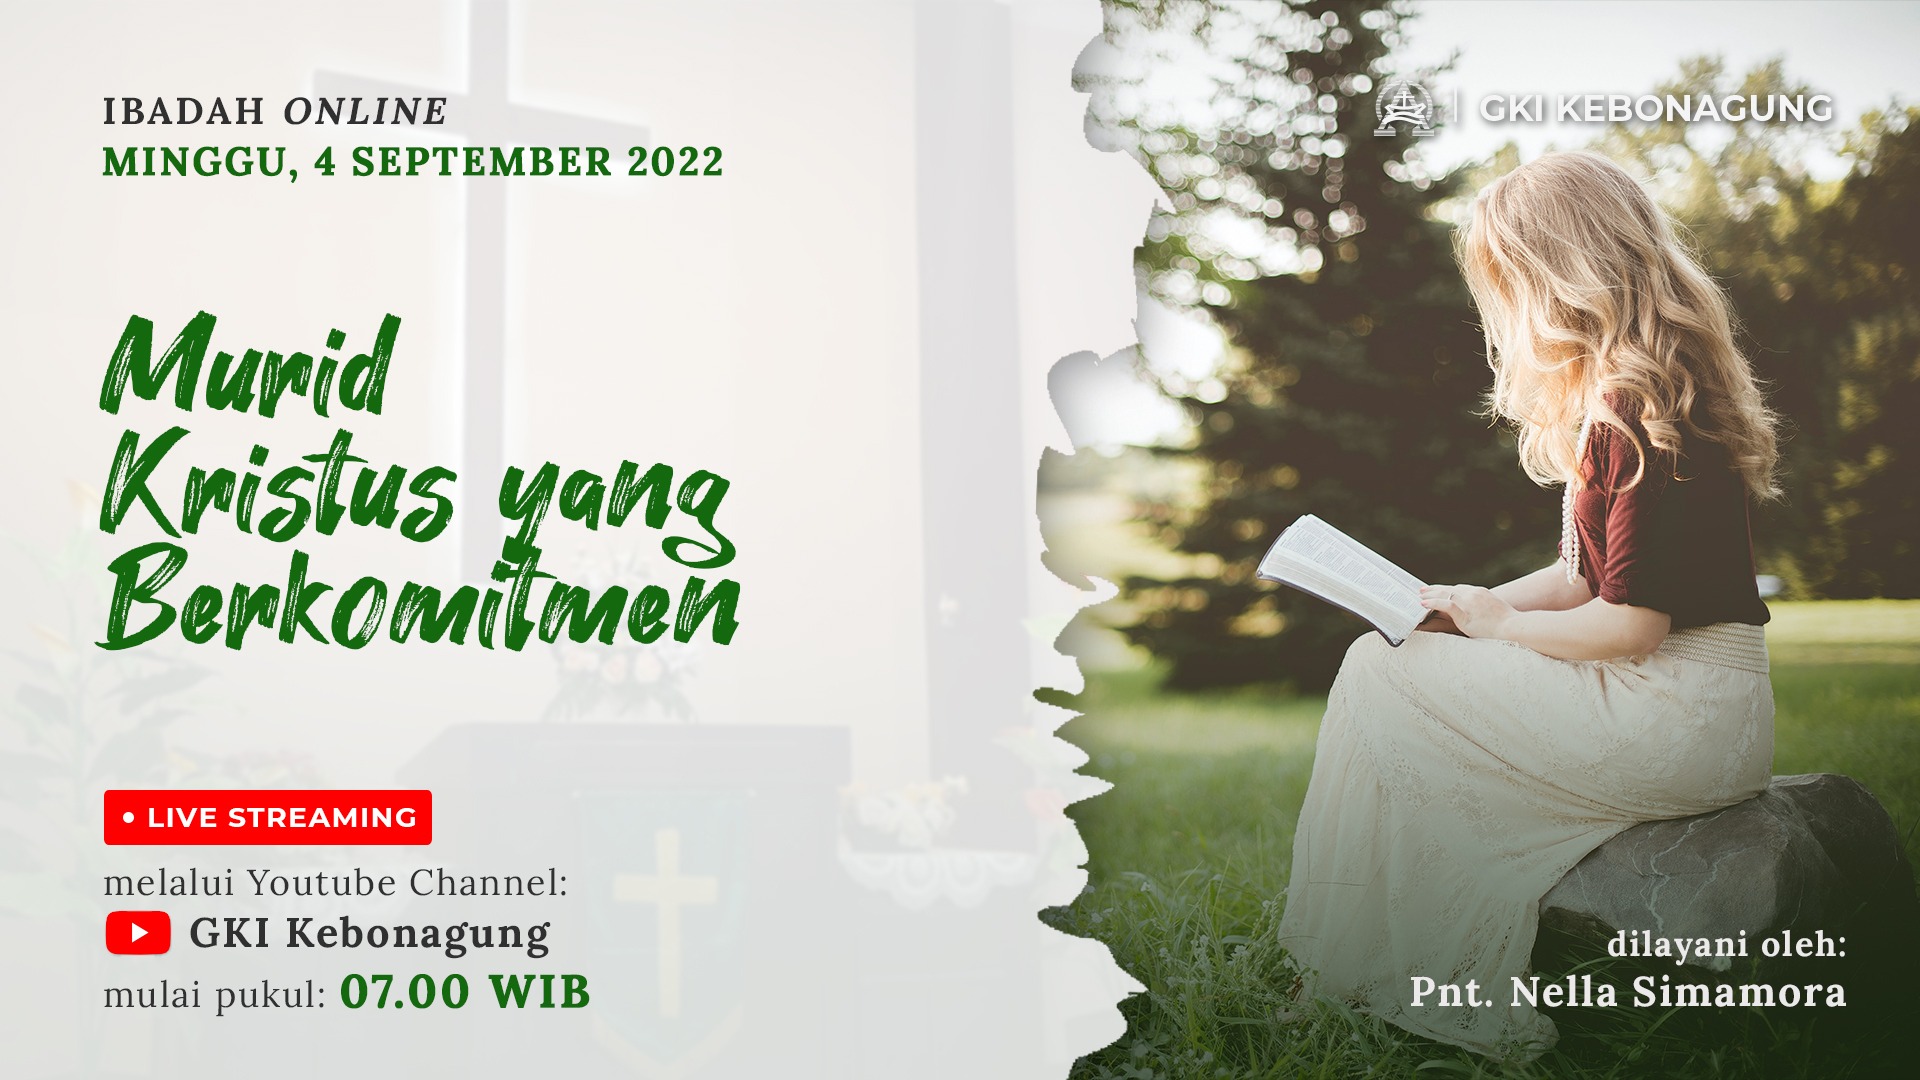 IBADAH ONLINE
MINGGU, 4 SEPTEMBER 2022
GKI KEBONAGUNG
Murid
Kristus yang
Berkomitmen
LIVE STREAMING
melalui Youtube Channel:
GKI Kebonagung
mulai pukul: 07.00 WIB
dilayani oleh:
Pnt. Nella Simamora